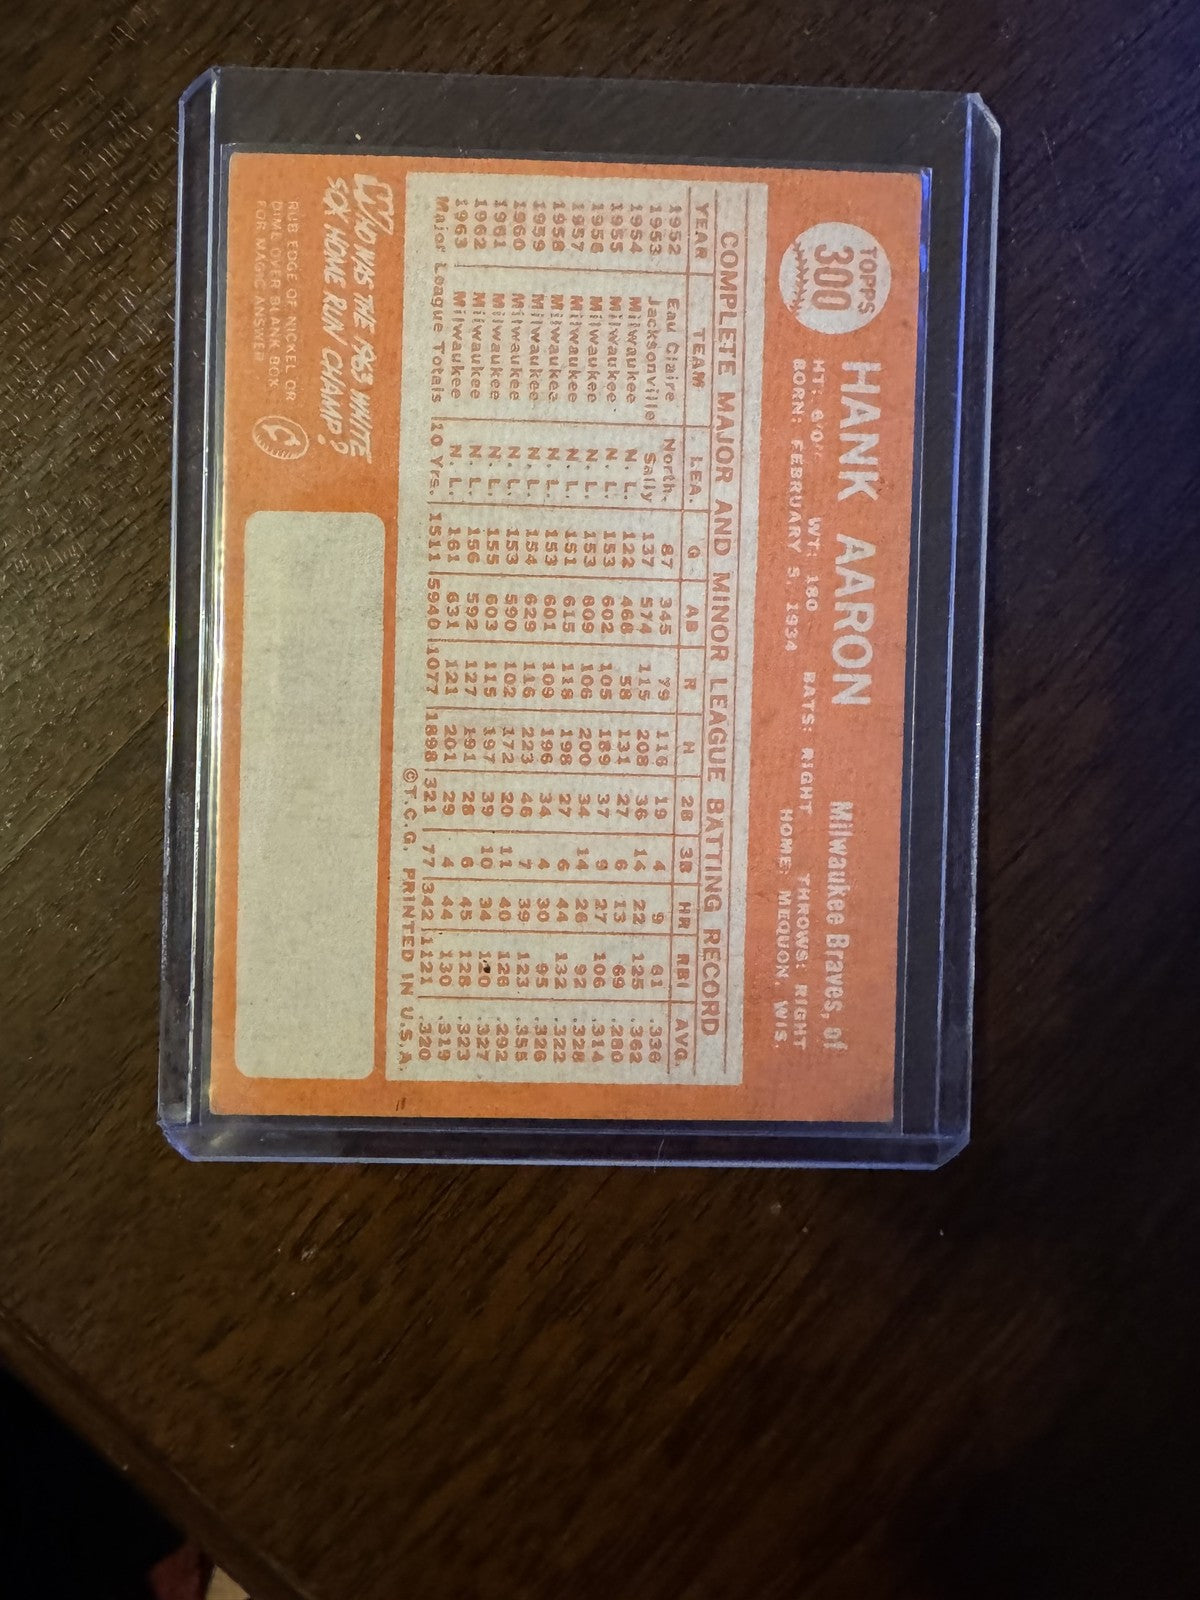 TOPPS
300
HANK AARON Milwaukee Braves, of
HT: 6'0" WT: 180 BATS: RIGHT THROWS: RIGHT
BORN: FEBRUARY 5, 1934 HOME: MEQUON, WIS.
COMPLETE MAJOR AND MINOR LEAGUE BATTING RECORD
YEAR TEAM LEA. G AB R H 2B 3B HR RBI AVG.
1952 Eau Claire North. 87 345 79 116 19 4 9 61 .336
1953 Jacksonville Sally 137 574 115 208 36 14 22 125 .362
1954 Milwaukee N. L. 122 468 58 131 27 6 13 69 .280
1955 Milwaukee N. L. 153 602 105 189 37 9 27 106 .314
1956 Milwaukee N. L. 153 609 106 200 34 14 26 92 .328
1957 Milwaukee N. L. 151 615 118 198 27 6 44 132 .322
1958 Milwaukee N. L. 153 601 109 196 34 4 30 95 .326
1959 Milwaukee N. L. 154 629 116 223 46 7 39 123 .355
1960 Milwaukee N. L. 153 590 102 172 20 11 40 126 .292
1961 Milwaukee N. L. 155 603 115 197 39 10 34 120 .327
1962 Milwaukee N. L. 156 592 127 191 28 6 45 128 .323
1963 Milwaukee N. L. 161 631 121 201 29 4 44 130 .319
Major League Totals 10 Yrs. 1511 5940 1077 1898 321 77 342 1121 .320
©T.C.G. PRINTED IN U.S.A.
WHO WAS THE 1963 WHITE
SOX HOME RUN CHAMP?
RUB EDGE OF NICKEL OR
DIME OVER BLANK BOX
FOR MAGIC ANSWER